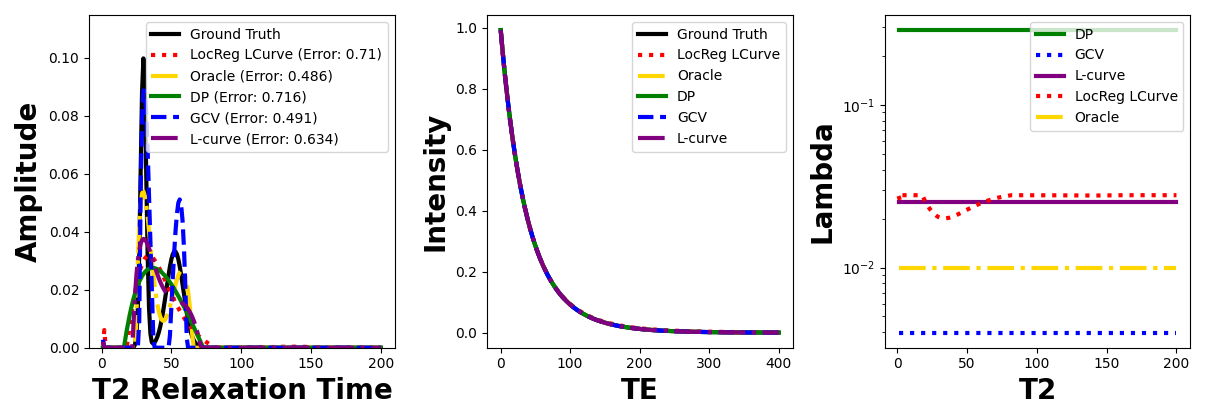 0.10
0.08
0.06
0.04
0.02
0.00
Amplitude
Ground Truth
LocReg LCurve (Error: 0.71)
Oracle (Error: 0.486)
DP (Error: 0.716)
GCV (Error: 0.491)
L-curve (Error: 0.634)
0 50 100 150 200
T2 Relaxation Time
1.0
0.8
0.6
0.4
0.2
0.0
Intensity
Ground Truth
LocReg LCurve
Oracle
DP
GCV
L-curve
0 100 200 300 400
TE
10⁻¹
10⁻²
Lambda
DP
GCV
L-curve
LocReg LCurve
Oracle
0 50 100 150 200
T2